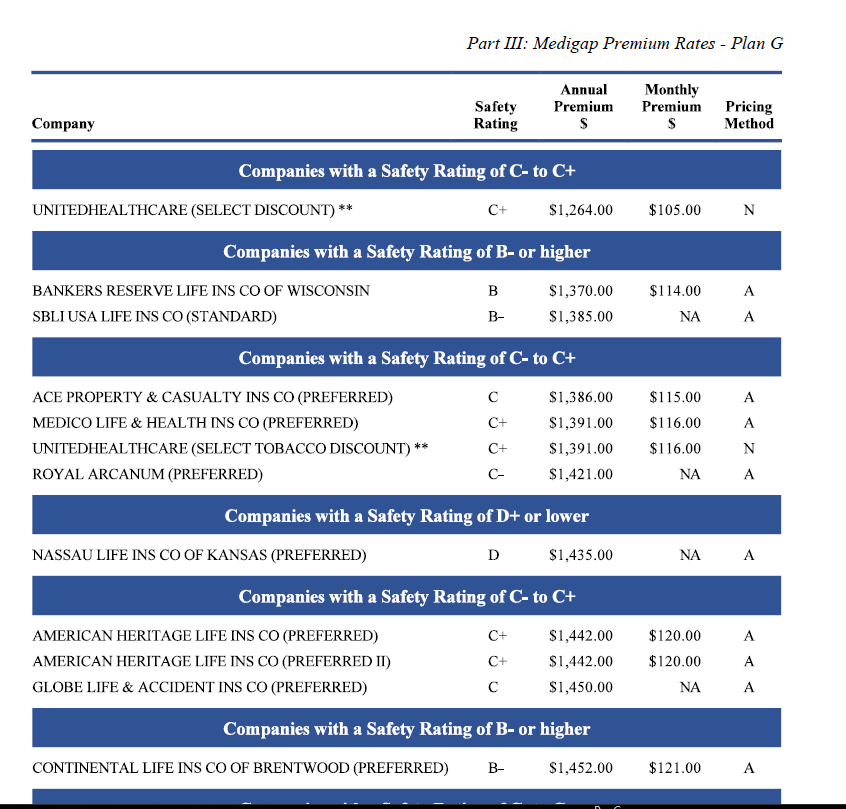 Part III: Medigap Premium Rates - Plan G
Company Safety Rating Annual Premium $ Monthly Premium $ Pricing Method
Companies with a Safety Rating of C- to C+
UNITEDHEALTHCARE (SELECT DISCOUNT) ** C+ $1,264.00 $105.00 N
Companies with a Safety Rating of B- or higher
BANKERS RESERVE LIFE INS CO OF WISCONSIN B $1,370.00 $114.00 A
SBLI USA LIFE INS CO (STANDARD) B- $1,385.00 NA A
Companies with a Safety Rating of C- to C+
ACE PROPERTY & CASUALTY INS CO (PREFERRED) C $1,386.00 $115.00 A
MEDICO LIFE & HEALTH INS CO (PREFERRED) C+ $1,391.00 $116.00 A
UNITEDHEALTHCARE (SELECT TOBACCO DISCOUNT) ** C+ $1,391.00 $116.00 N
ROYAL ARCANUM (PREFERRED) C- $1,421.00 NA A
Companies with a Safety Rating of D+ or lower
NASSAU LIFE INS CO OF KANSAS (PREFERRED) D $1,435.00 NA A
Companies with a Safety Rating of C- to C+
AMERICAN HERITAGE LIFE INS CO (PREFERRED) C+ $1,442.00 $120.00 A
AMERICAN HERITAGE LIFE INS CO (PREFERRED II) C+ $1,442.00 $120.00 A
GLOBE LIFE & ACCIDENT INS CO (PREFERRED) C $1,450.00 NA A
Companies with a Safety Rating of B- or higher
CONTINENTAL LIFE INS CO OF BRENTWOOD (PREFERRED) B- $1,452.00 $121.00 A